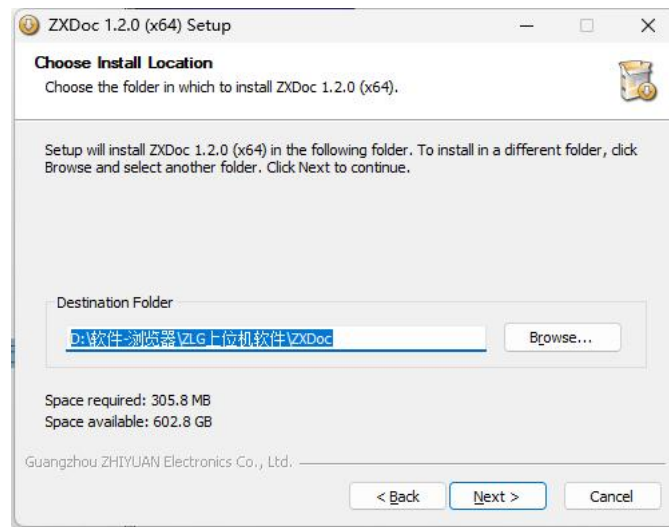 ZXDoc 1.2.0 (x64) Setup
Choose Install Location
Choose the folder in which to install ZXDoc 1.2.0 (x64).
Setup will install ZXDoc 1.2.0 (x64) in the following folder. To install in a different folder, click
Browse and select another folder. Click Next to continue.
Destination Folder
D:\软件-浏览器\ZLG上位机软件\ZXDoc
Browse...
Space required: 305.8 MB
Space available: 602.8 GB
Guangzhou ZHIYUAN Electronics Co., Ltd.
< Back
Next >
Cancel